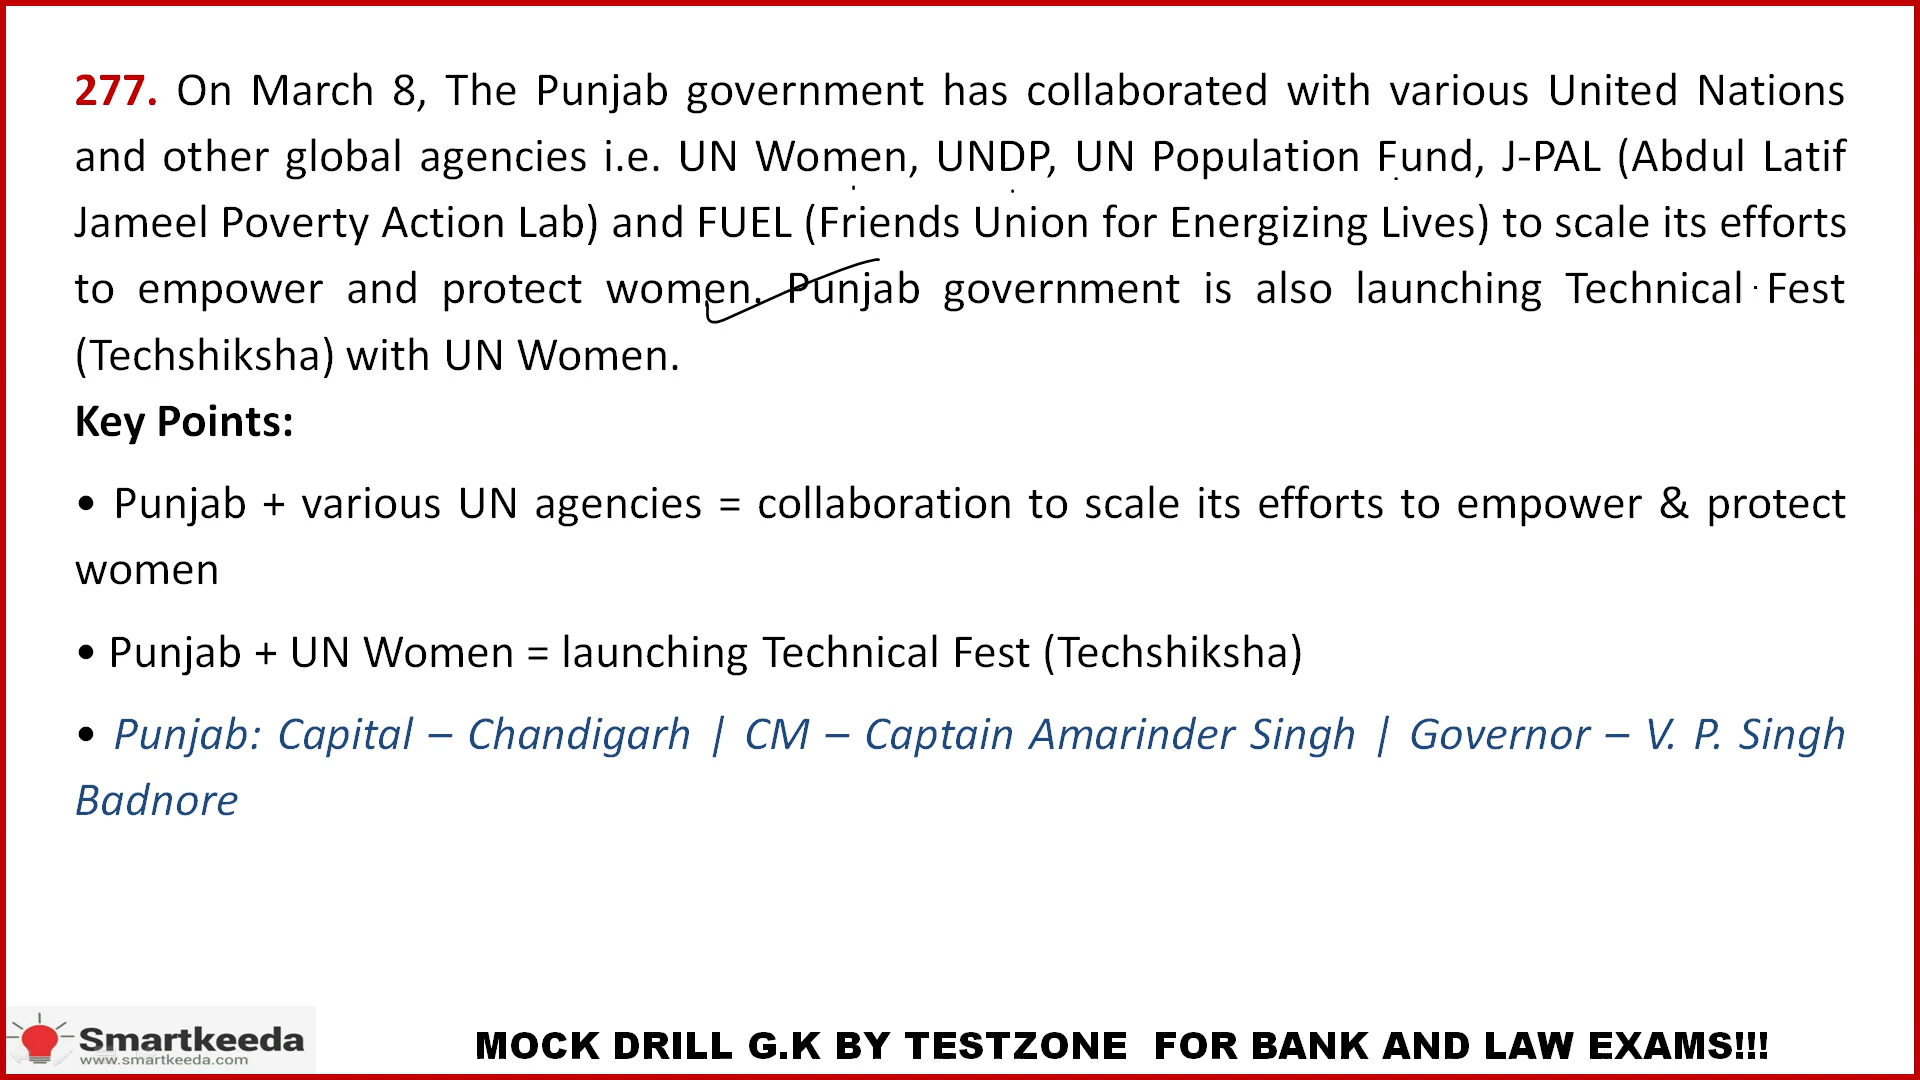 277. On March 8, The Punjab government has collaborated with various United Nations
and other global agencies i.e. UN Women, UNDP, UN Population Fund, J-PAL (Abdul Latif
Jameel Poverty Action Lab) and FUEL (Friends Union for Energizing Lives) to scale its efforts
to empower and protect women. Punjab government is also launching Technical Fest
(Techshiksha) with UN Women.
Key Points:
• Punjab + various UN agencies = collaboration to scale its efforts to empower & protect
women
• Punjab + UN Women = launching Technical Fest (Techshiksha)
• Punjab: Capital – Chandigarh | CM – Captain Amarinder Singh | Governor – V. P. Singh
Badnore
Smartkeeda
www.smartkeeda.com
MOCK DRILL G.K BY TESTZONE FOR BANK AND LAW EXAMS!!!